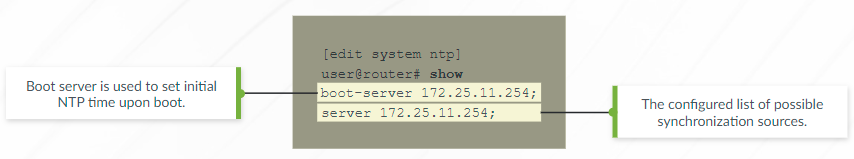 [edit system ntp]
user@router# show
boot-server 172.25.11.254;
server 172.25.11.254;
Boot server is used to set initial
NTP time upon boot.
The configured list of possible
synchronization sources.